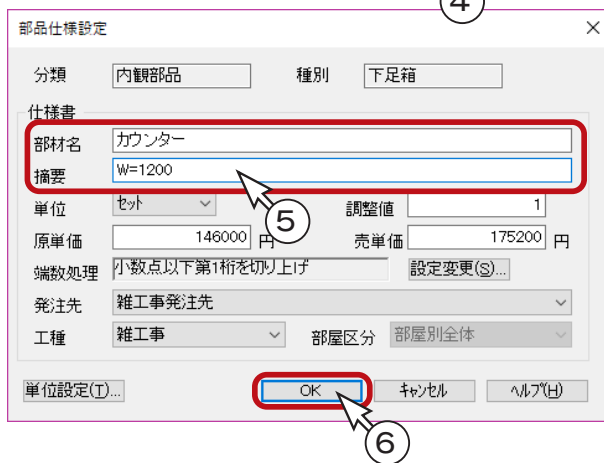 ④
部品仕様設定
分類 内観部品 種別 下足箱
仕様書
部材名 カウンター
摘要 W=1200
⑤
単位 セット 調整値 1
原単価 146000 円 売単価 175200 円
端数処理 小数点以下第1桁を切り上げ 設定変更(S)...
発注先 雑工事発注先
工種 雑工事 部屋区分 部屋別全体
単位設定(T)... OK キャンセル ヘルプ(H)
⑥